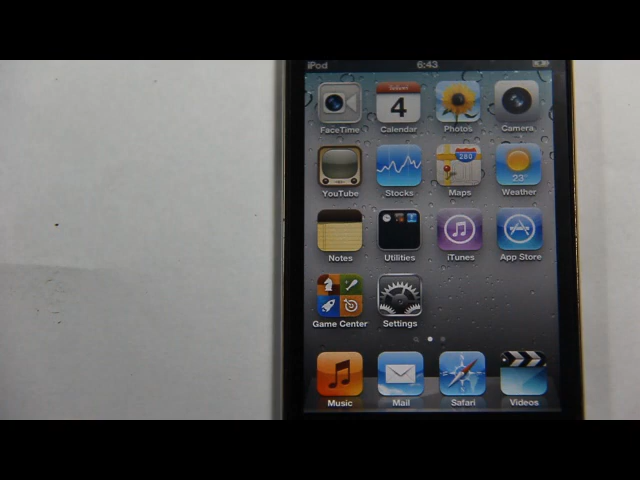 iPod 6:43
4
FaceTime Calendar Photos Camera
280
23°
YouTube Stocks Maps Weather
Notes Utilities iTunes App Store
Game Center Settings
Music Mail Safari Videos